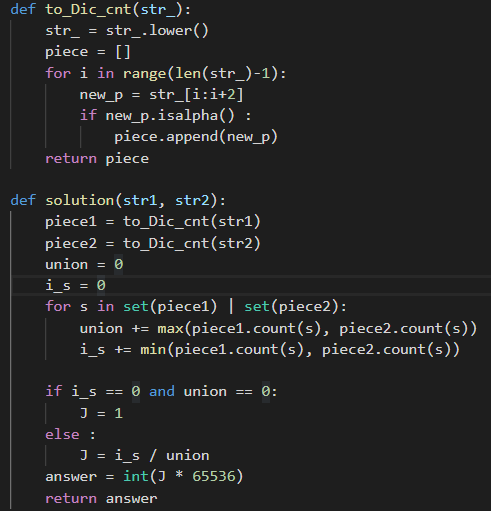 def to_Dic_cnt(str_):
    str_ = str_.lower()
    piece = []
    for i in range(len(str_)-1):
        new_p = str_[i:i+2]
        if new_p.isalpha() :
            piece.append(new_p)
    return piece

def solution(str1, str2):
    piece1 = to_Dic_cnt(str1)
    piece2 = to_Dic_cnt(str2)
    union = 0
    i_s = 0
    for s in set(piece1) | set(piece2):
        union += max(piece1.count(s), piece2.count(s))
        i_s += min(piece1.count(s), piece2.count(s))

    if i_s == 0 and union == 0:
        J = 1
    else :
        J = i_s / union
    answer = int(J * 65536)
    return answer